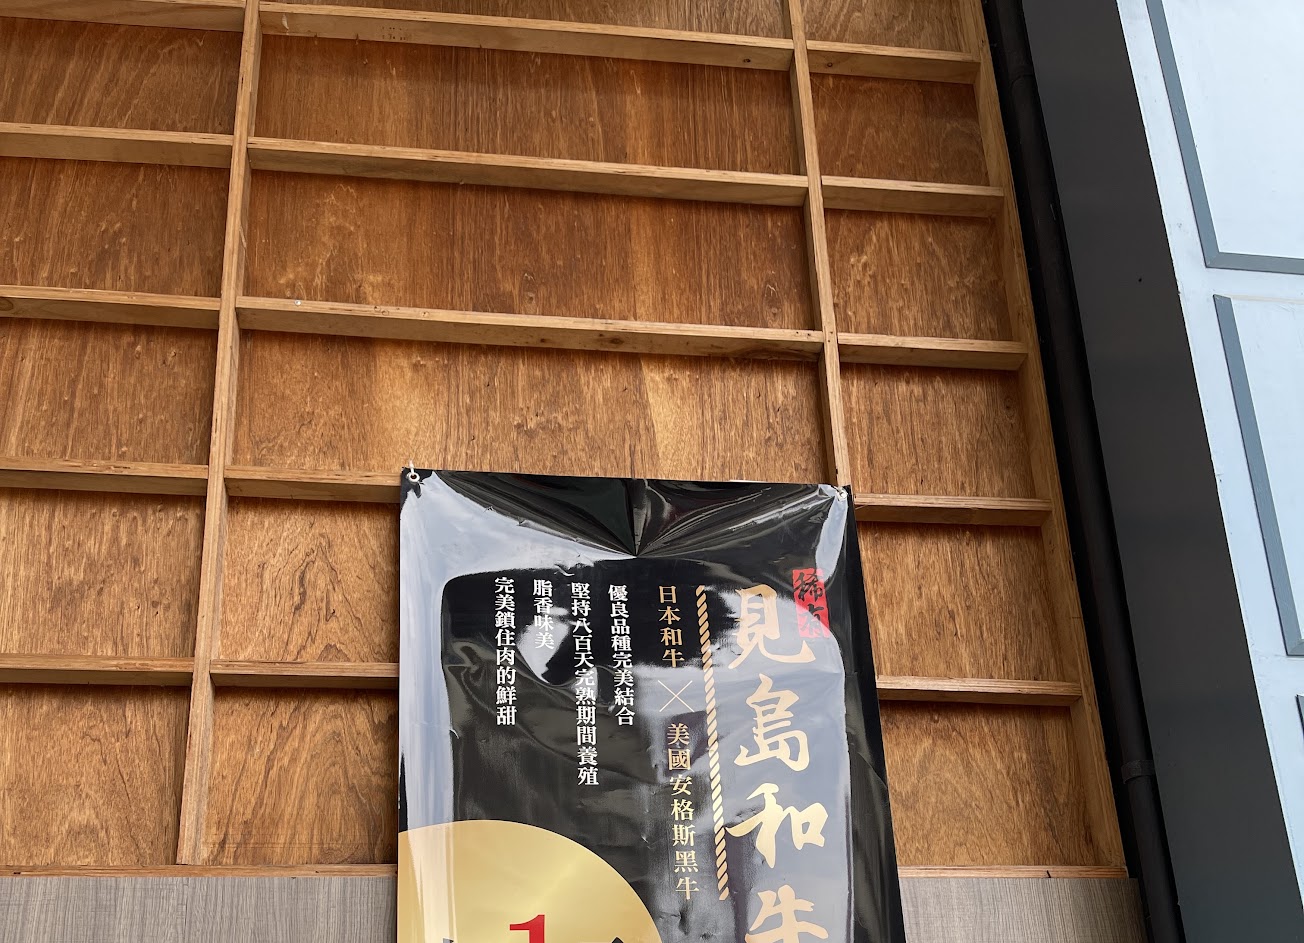 見島和牛
日本和牛×美國安格斯黑牛
優良品種完美結合
堅持八百天完熟期間養殖
脂香味美
完美鎖住肉的鮮甜
1